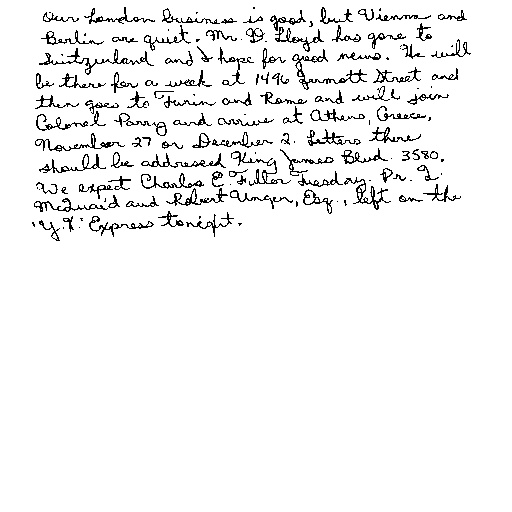 Our London business is good, but Vienna and
Berlin are quiet. Mr. D. Lloyd has gone to
Switzerland and I hope for good news. He will
be there for a week at 1496 Zermott Street and
then goes to Turin and Rome and will join
Colonel Parry and arrive at Athens, Greece,
November 27 or December 2. Letters there
should be addressed King James Blvd. 3580.
We expect Charles E. Fuller Tuesday. Dr. L.
McQuaid and Robert Unger, Esq., left on the
'Y.X.' Express tonight.